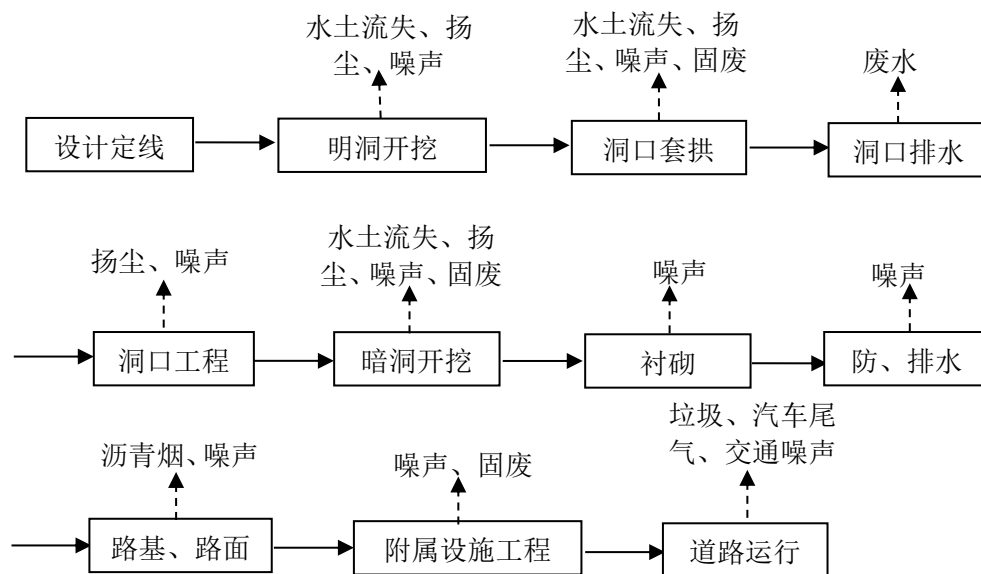 水土流失、扬
尘、噪声
水土流失、扬
尘、噪声、固废
废水
设计定线
明洞开挖
洞口套拱
洞口排水
扬尘、噪声
水土流失、扬
尘、噪声、固废
噪声
噪声
洞口工程
暗洞开挖
衬砌
防、排水
沥青烟、噪声
噪声、固废
垃圾、汽车尾
气、交通噪声
路基、路面
附属设施工程
道路运行